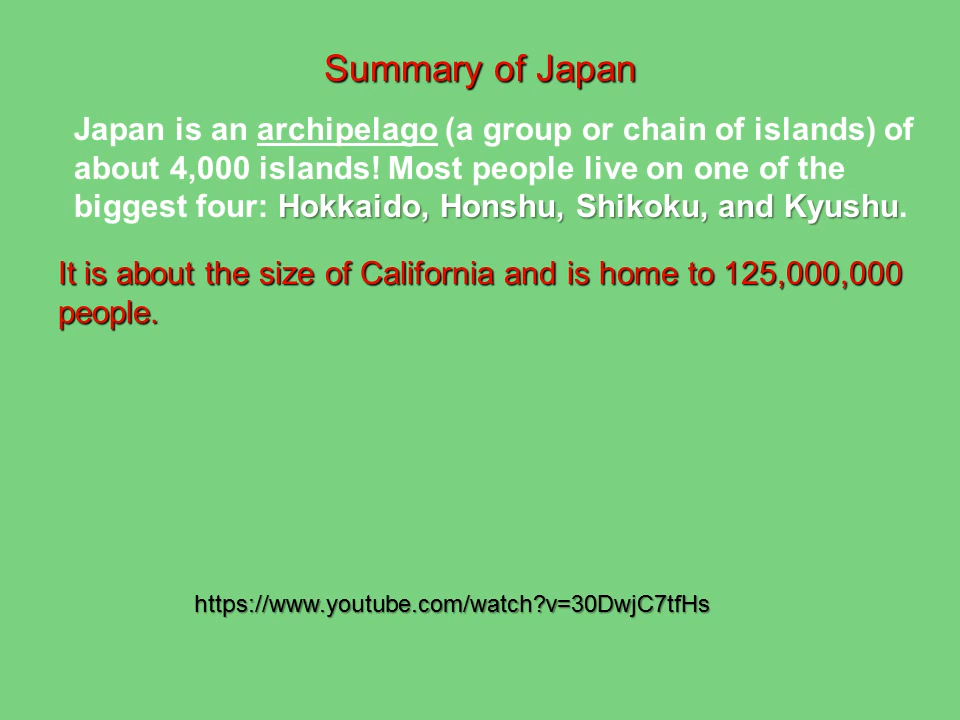 Summary of Japan
Japan is an archipelago (a group or chain of islands) of
about 4,000 islands! Most people live on one of the
biggest four: Hokkaido, Honshu, Shikoku, and Kyushu.
It is about the size of California and is home to 125,000,000
people.
https://www.youtube.com/watch?v=30DwjC7tfHs